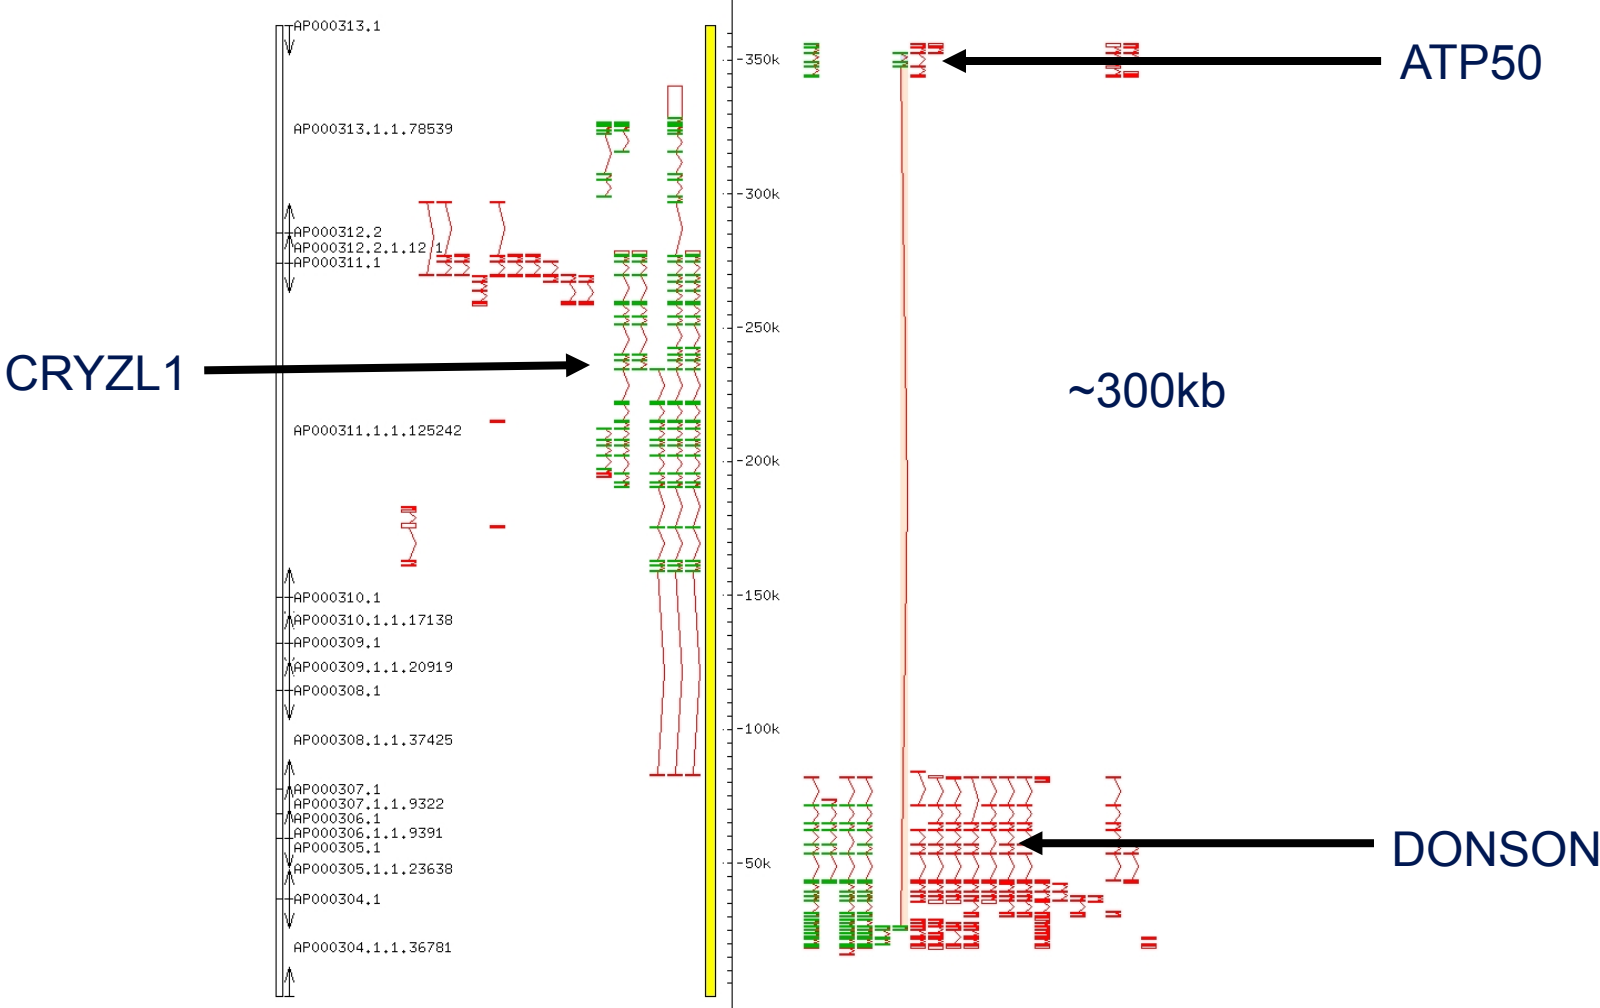 AP000313.1
-350k
ATP50
AP000313.1.1.78539
-300k
AP000312.2
AP000312.2.1.12 1
AP000311.1
-250k
CRYZL1
~300kb
AP000311.1.1.125242
-200k
-150k
AP000310.1
AP000310.1.1.17138
AP000309.1
AP000309.1.1.20919
AP000308.1
-100k
AP000308.1.1.37425
AP000307.1
AP000307.1.1.9322
AP000306.1
AP000306.1.1.9391
AP000305.1
DONSON
-50k
AP000305.1.1.23638
AP000304.1
AP000304.1.1.36781